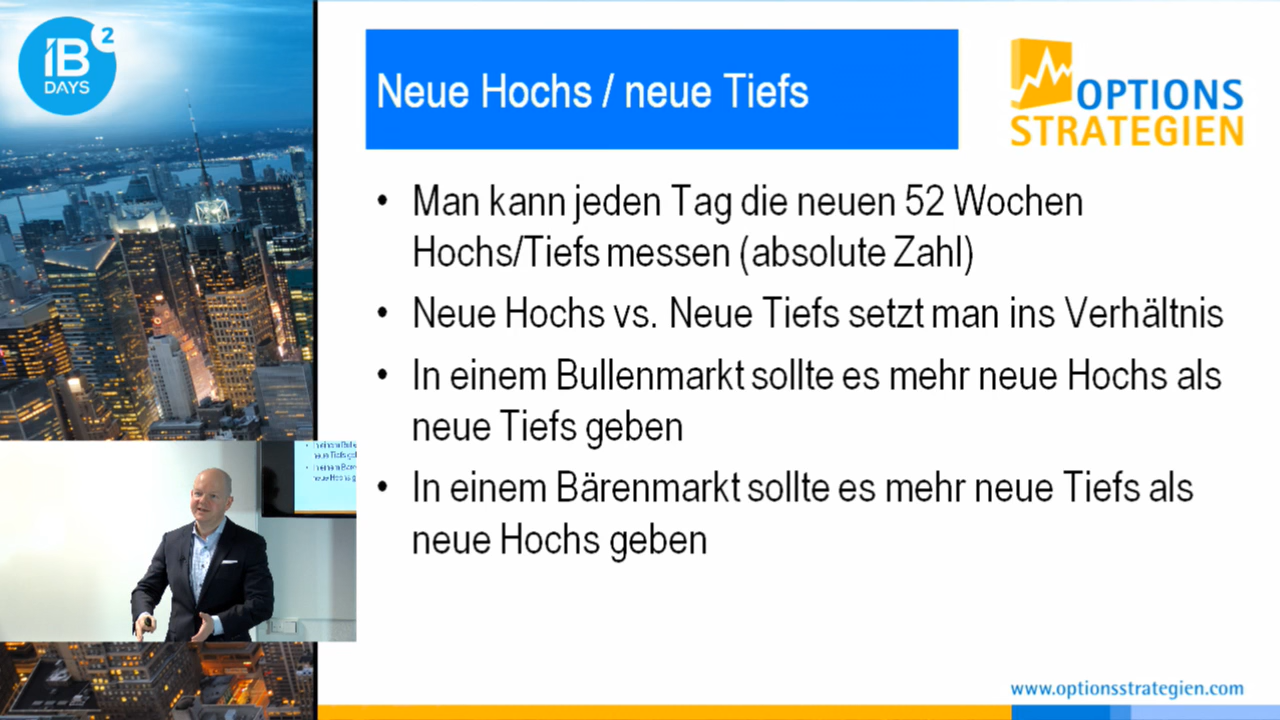 IB 2
DAYS
Neue Hochs / neue Tiefs
OPTIONS
STRATEGIEN
• Man kann jeden Tag die neuen 52 Wochen
Hochs/Tiefs messen (absolute Zahl)
• Neue Hochs vs. Neue Tiefs setzt man ins Verhältnis
• In einem Bullenmarkt sollte es mehr neue Hochs als
neue Tiefs geben
• In einem Bärenmarkt sollte es mehr neue Tiefs als
neue Hochs geben
www.optionsstrategien.com